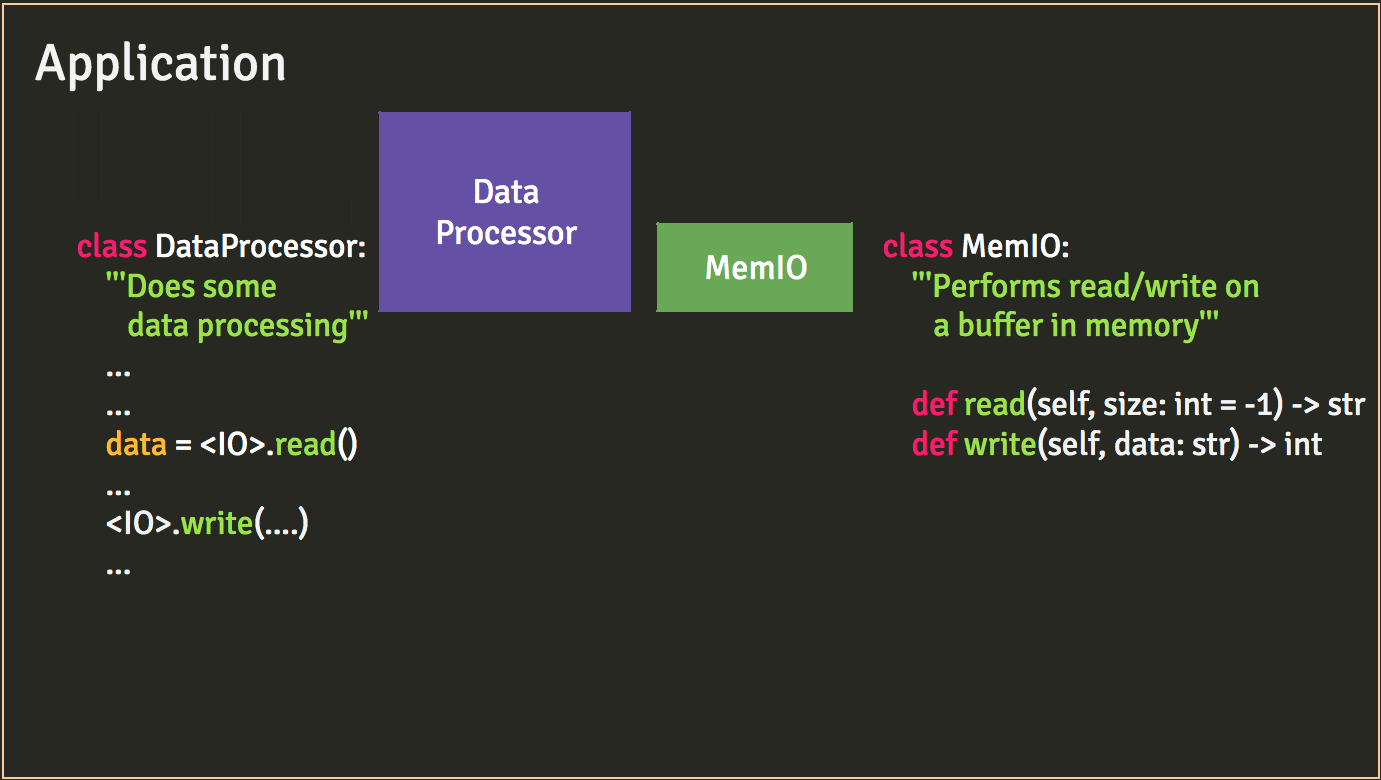 Application
Data
Processor
class DataProcessor:
'''Does some
data processing'''
...
...
data = <IO>.read()
...
<IO>.write(....)
...
MemIO
class MemIO:
'''Performs read/write on
a buffer in memory'''
def read(self, size: int = -1) -> str
def write(self, data: str) -> int